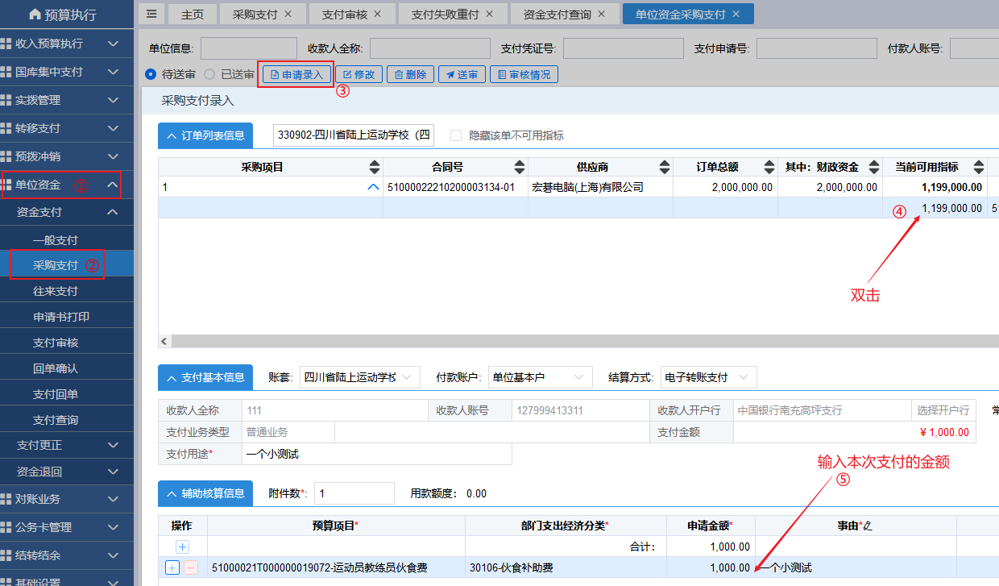 预算执行
主页
采购支付 ×
支付审核 ×
支付失败重付 ×
资金支付查询 ×
单位资金采购支付 ×
收入预算执行
国库集中支付
实拨管理
转移支付
预拨冲销
单位资金 ①
资金支付
一般支付
采购支付 ②
往来支付
申请书打印
支付审核
回单确认
支付回单
支付查询
支付更正
资金退回
对账业务
公务卡管理
结转结余
基础设置
单位信息: 收款人全称: 支付凭证号: 支付申请号: 付款人账号:
待送审 已送审 申请录入 修改 删除 送审 审核情况
③
采购支付录入
订单列表信息 330902-四川省陆上运动学校（四 隐藏该单不可用指标
采购项目 合同号 供应商 订单总额 其中：财政资金 当前可用指标
1 51000022210200003134-01 宏碁电脑(上海)有限公司 2,000,000.00 2,000,000.00 1,199,000.00
④ 1,199,000.00 5
双击
支付基本信息 账套: 四川省陆上运动学校 付款账户: 单位基本户 结算方式: 电子转账支付
收款人全称 111 收款人账号 127999413311 收款人开户行 中国银行南充高坪支行 选择开户行 常
支付业务类型 普通业务 支付金额 ¥ 1,000.00
支付用途* 一个小测试
输入本次支付的金额
⑤
辅助核算信息 附件数*: 1 用款额度： 0.00
操作 预算项目* 部门支出经济分类* 申请金额* 事由*
合计： 1,000.00
51000021T000000019072-运动员教练员伙食费 30106-伙食补助费 1,000.00 一个小测试